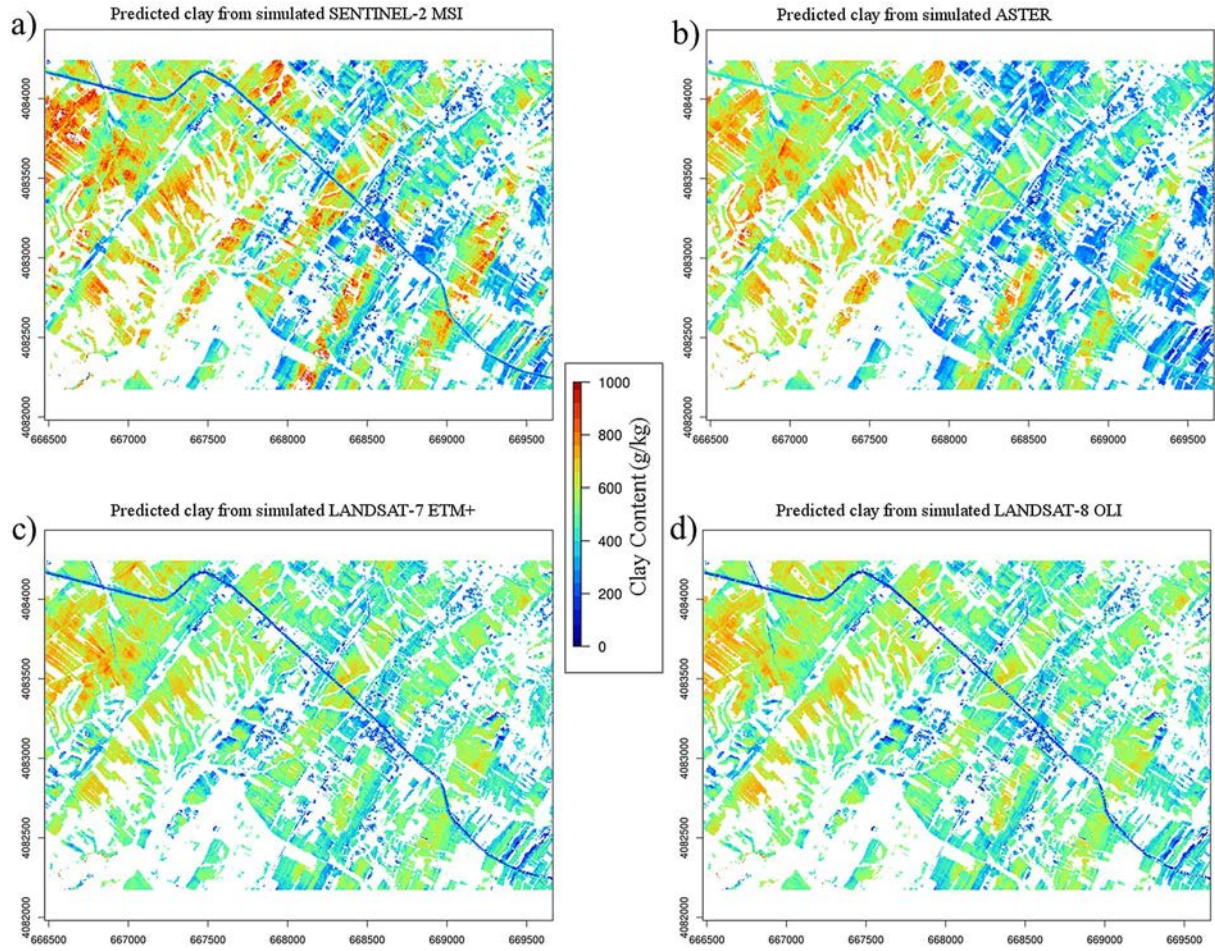 Predicted clay from simulated SENTINEL-2 MSI
Predicted clay from simulated ASTER
a)
b)
4084000
4083500
4083000
4082500
4082000
4084000
4083500
4083000
4082500
4082000
666500 667000 667500 668000 668500 669000 669500
666500 667000 667500 668000 668500 669000 669500
1000
800
600
400
200
0
Clay Content (g/kg)
Predicted clay from simulated LANDSAT-7 ETM+
Predicted clay from simulated LANDSAT-8 OLI
c)
d)
4084000
4083500
4083000
4082500
4082000
4084000
4083500
4083000
4082500
4082000
666500 667000 667500 668000 668500 669000 669500
666500 667000 667500 668000 668500 669000 669500